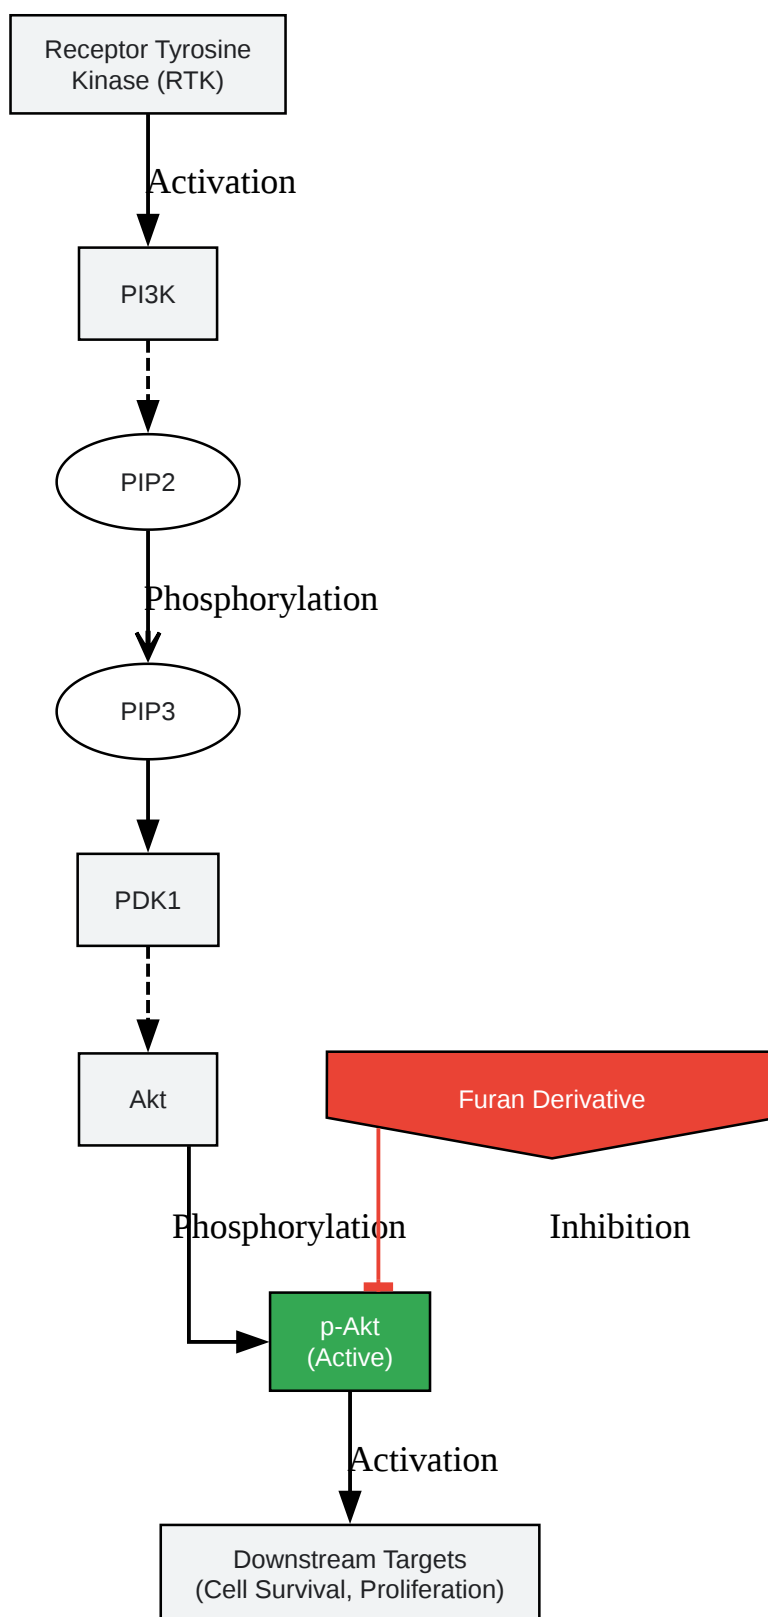 Receptor Tyrosine
Kinase (RTK)
Activation
PI3K
PIP2
Phosphorylation
PIP3
PDK1
Akt
Furan Derivative
Phosphorylation
Inhibition
p-Akt
(Active)
Activation
Downstream Targets
(Cell Survival, Proliferation)